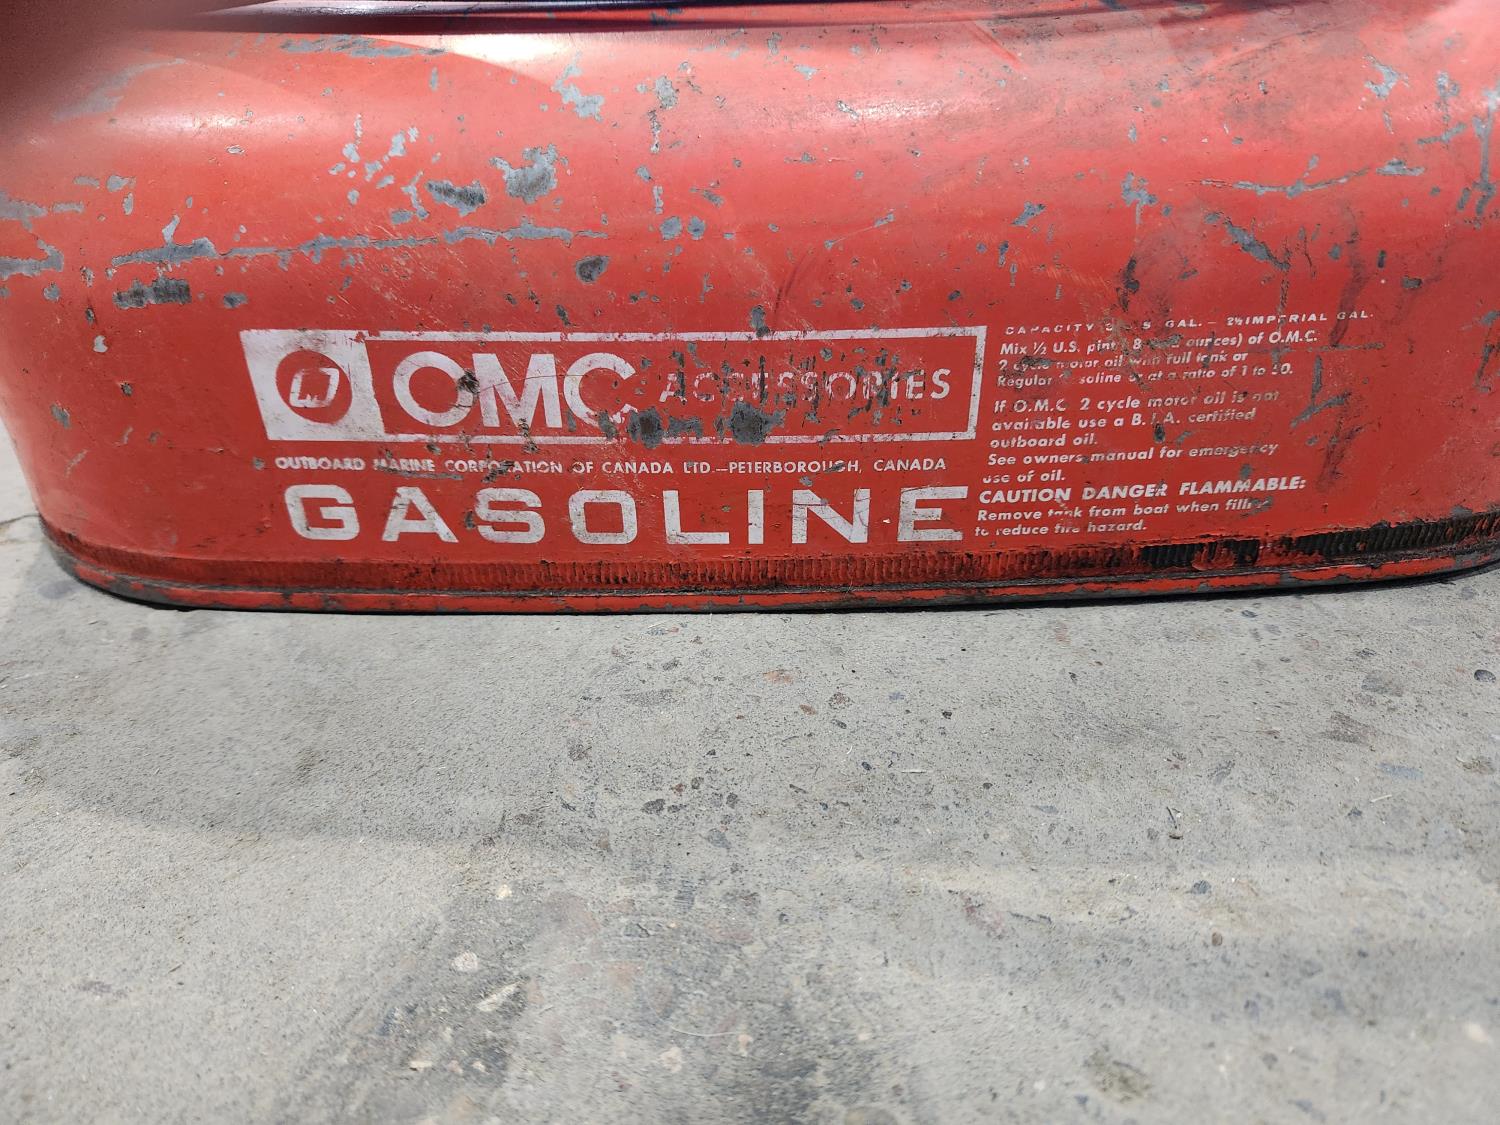 OMC ACCESSORIES
OUTBOARD MARINE CORPORATION OF CANADA LTD.—PETERBOROUGH, CANADA
GASOLINE
CAPACITY GAL. — 2½ IMPERIAL GAL.
Mix ½ U.S. pint ounces) of O.M.C.
2 cycle motor oil with full tank or
Regular at a ratio of 1 to 50.
If O.M.C 2 cycle motor oil is not
available use a B.I.A. certified
outboard oil.
See owners manual for emergency
use of oil.
CAUTION DANGER FLAMMABLE:
Remove tank from boat when
to reduce fire hazard.